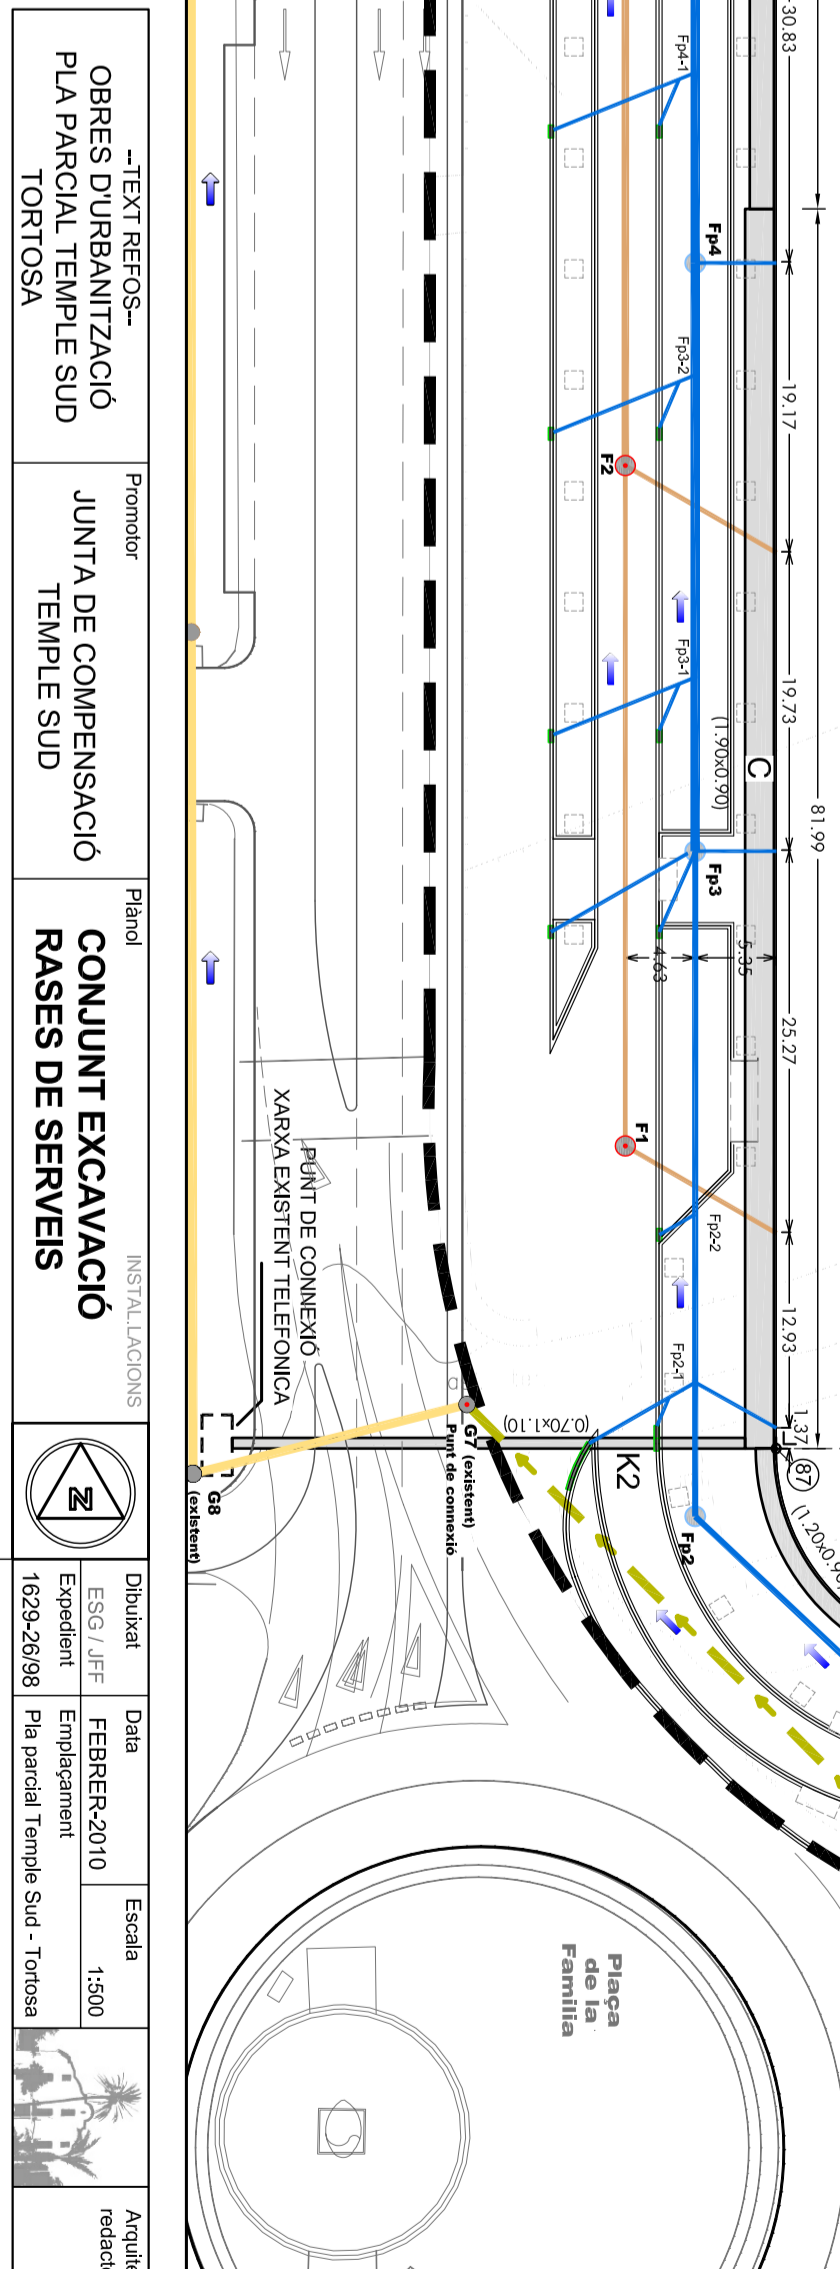 30.83
Fp4-1
Fp4
Fp3-2
19.17
F2
Fp3-1
19.73
(1.90x0.90)
C
81.99
Fp3
5.35
4.63
25.27
F1
Fp2-2
12.93
Fp2-1
1.37
87
(0.70x1.10)
K2
Fp2
G7 (existent)
Punt de connexió
G8
(existent)
PUNT DE CONNEXIÓ
XARXA EXISTENT TELEFONICA
Plaça
de la
Familia
--TEXT REFOS--
OBRES D'URBANITZACIÓ
PLA PARCIAL TEMPLE SUD
TORTOSA
Promotor
JUNTA DE COMPENSACIÓ
TEMPLE SUD
Plànol
INSTAL.LACIONS
CONJUNT EXCAVACIÓ
RASES DE SERVEIS
N
Dibuixat
ESG / JFF
Expedient
1629-26/98
Data
FEBRER-2010
Escala
1:500
Emplaçament
Pla parcial Temple Sud - Tortosa